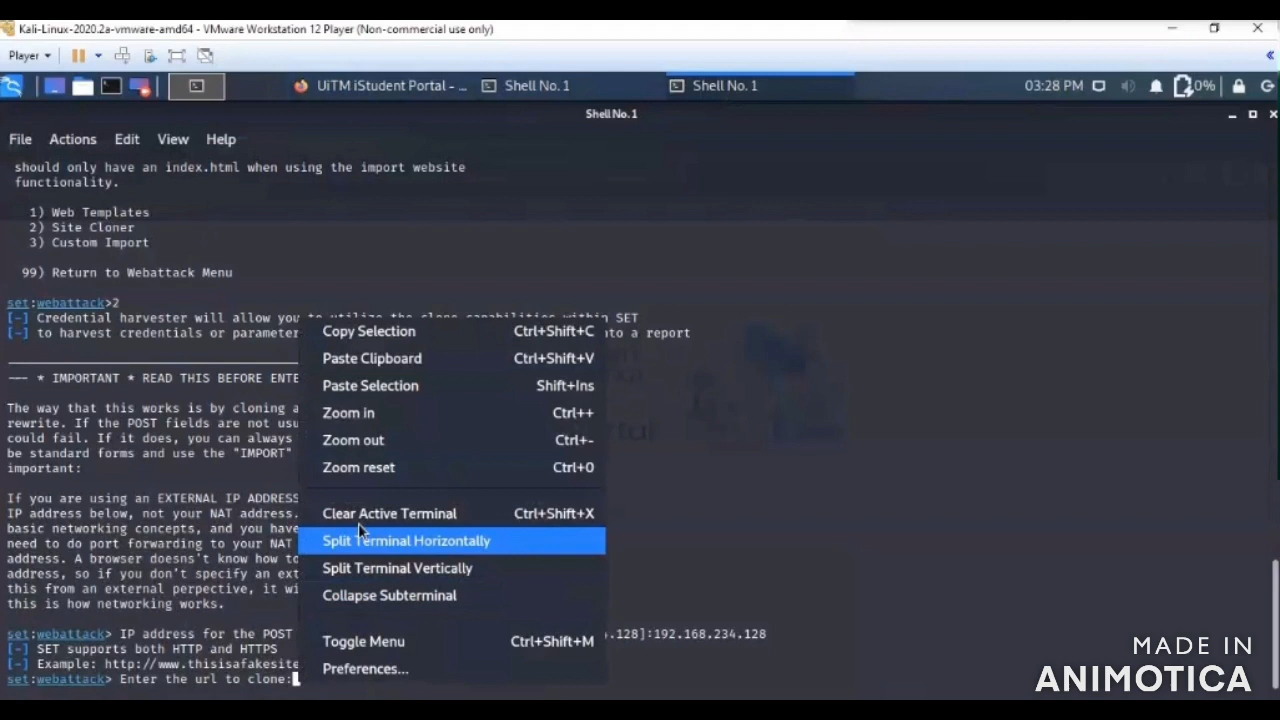 Kali-Linux-2020.2a-vmware-amd64 - VMware Workstation 12 Player (Non-commercial use only)
Player
UiTM iStudent Portal - ... Shell No. 1 Shell No. 1 03:28 PM 0%
Shell No. 1
File Actions Edit View Help
should only have an index.html when using the import website
functionality.
1) Web Templates
2) Site Cloner
3) Custom Import
99) Return to Webattack Menu
set:webattack>2
[-] Credential harvester will allow you to utilize the clone capabilities within SET
[-] to harvest credentials or parameter
nto a report
--- * IMPORTANT * READ THIS BEFORE ENTE
The way that this works is by cloning a
rewrite. If the POST fields are not usu
could fail. If it does, you can always
be standard forms and use the "IMPORT"
important:
If you are using an EXTERNAL IP ADDRESS
IP address below, not your NAT address.
basic networking concepts, and you have
need to do port forwarding to your NAT
address. A browser doesns't know how to
address, so if you don't specify an ext
this from an external perpective, it wi
this is how networking works.
set:webattack> IP address for the POST
.128]:192.168.234.128
[-] SET supports both HTTP and HTTPS
[-] Example: http://www.thisisafakesite
set:webattack> Enter the url to clone:
Copy Selection Ctrl+Shift+C
Paste Clipboard Ctrl+Shift+V
Paste Selection Shift+Ins
Zoom in Ctrl++
Zoom out Ctrl+-
Zoom reset Ctrl+0
Clear Active Terminal Ctrl+Shift+X
Split Terminal Horizontally
Split Terminal Vertically
Collapse Subterminal
Toggle Menu Ctrl+Shift+M
Preferences...
MADE IN
ANIMOTICA